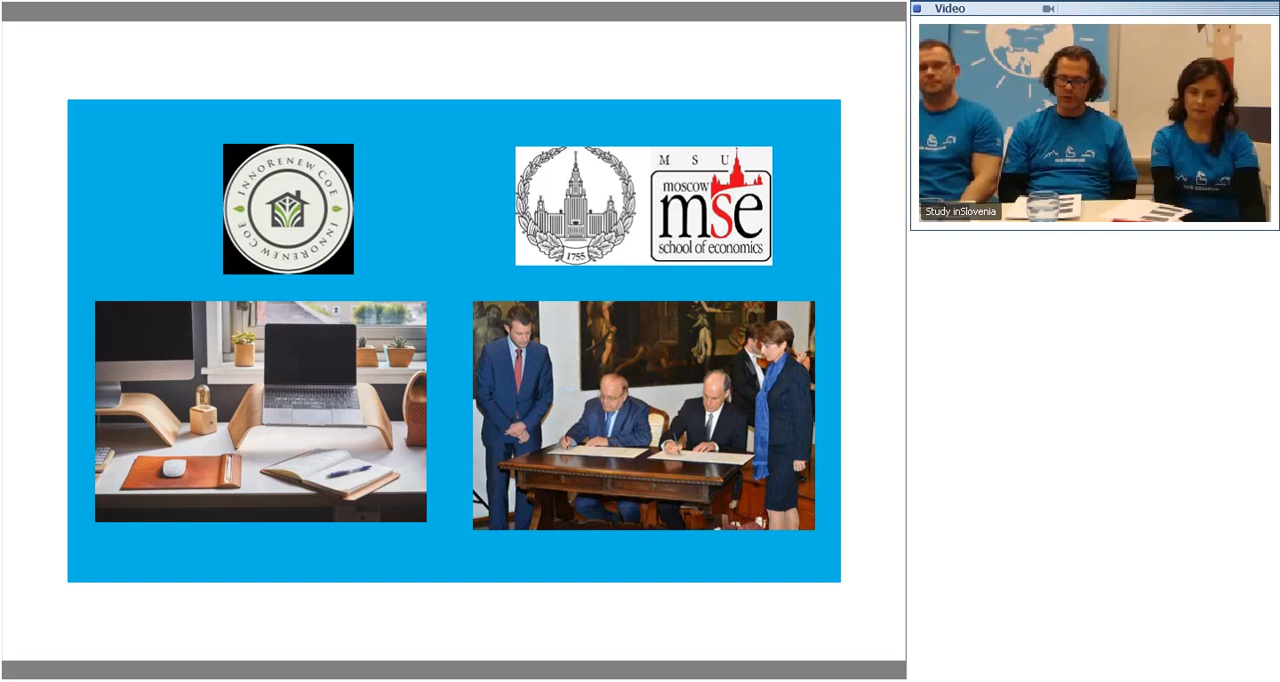 Video
Study inSlovenia
INNORENEW COE
INNORENEW COE
1755
M S U
moscow
mse
school of economics